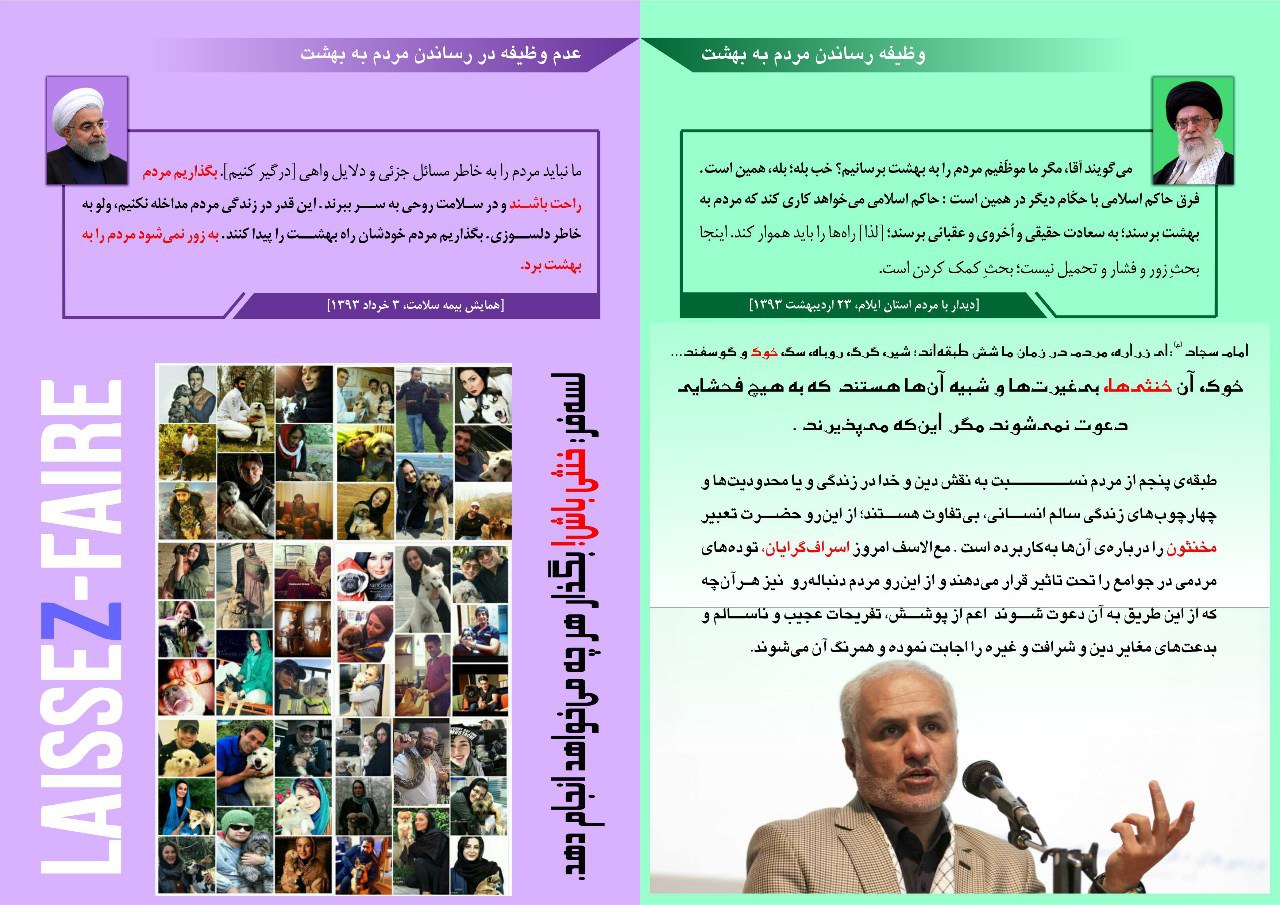 وظیفه رساندن مردم به بهشت
می‌گویند آقا، مگر ما موظّفیم مردم را به بهشت برسانیم؟ خب بله؛ بله، همین است.
فرق حاکم اسلامی با حکّام دیگر در همین است : حاکم اسلامی می‌خواهد کاری کند که مردم به
بهشت برسند؛ به سعادت حقیقی و اُخروی و عقبائی برسند؛ [لذا] راه‌ها را باید هموار کند. اینجا
بحثِ زور و فشار و تحمیل نیست؛ بحثِ کمک کردن است.
[دیدار با مردم استان ایلام، ۲۳ اردیبهشت ۱۳۹۳]
امام سجاد (ع): ای زراره، مردم در زمان ما شش طبقه‌اند؛ شیر، گرگ، روباه، سگ، خوک و گوسفند...
خوک، آن خنثی‌ها، بی‌غیرت‌ها و شبیه آن‌ها هستند که به هیچ فحشایی
دعوت نمی‌شوند مگر این‌که می‌پذیرند .
طبقه‌ی پنجم از مردم نسبت به نقش دین و خدا در زندگی و یا محدودیت‌ها و
چهارچوب‌های زندگی سالم انسانی، بی‌تفاوت هستند؛ از این‌رو حضرت تعبیر
مخنثون را درباره‌ی آن‌ها به‌کار برده است . مع‌الاسف امروز اسراف‌گرایان، توده‌های
مردمی در جوامع را تحت تاثیر قرار می‌دهند و از این‌رو مردم دنباله‌رو نیز هر آن‌چه
که از این طریق به آن دعوت شوند اعم از پوشش، تفریحات عجیب و ناسالم و
بدعت‌های مغایر دین و شرافت و غیره را اجابت نموده و همرنگ آن می‌شوند.
عدم وظیفه در رساندن مردم به بهشت
ما نباید مردم را به خاطر مسائل جزئی و دلایل واهی [درگیر کنیم]. بگذاریم مردم
راحت باشند و در سلامت روحی به سر ببرند. این قدر در زندگی مردم مداخله نکنیم، ولو به
خاطر دلسوزی. بگذاریم مردم خودشان راه بهشت را پیدا کنند. به زور نمی‌شود مردم را به
بهشت برد.
[همایش بیمه سلامت، ۳ خرداد ۱۳۹۳]
لسه‌فر: خنثی باش! بگذار هر چه می‌خواهد انجام دهد.
LAISSEZ-FAIRE